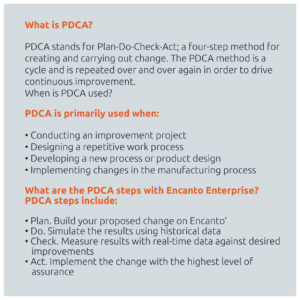 What is PDCA?
PDCA stands for Plan-Do-Check-Act; a four-step method for
creating and carrying out change. The PDCA method is a
cycle and is repeated over and over again in order to drive
continuous improvement.
When is PDCA used?
PDCA is primarily used when:
• Conducting an improvement project
• Designing a repetitive work process
• Developing a new process or product design
• Implementing changes in the manufacturing process
What are the PDCA steps with Encanto Enterprise?
PDCA steps include:
• Plan. Build your proposed change on Encanto'
• Do. Simulate the results using historical data
• Check. Measure results with real-time data against desired
improvements
• Act. Implement the change with the highest level of
assurance